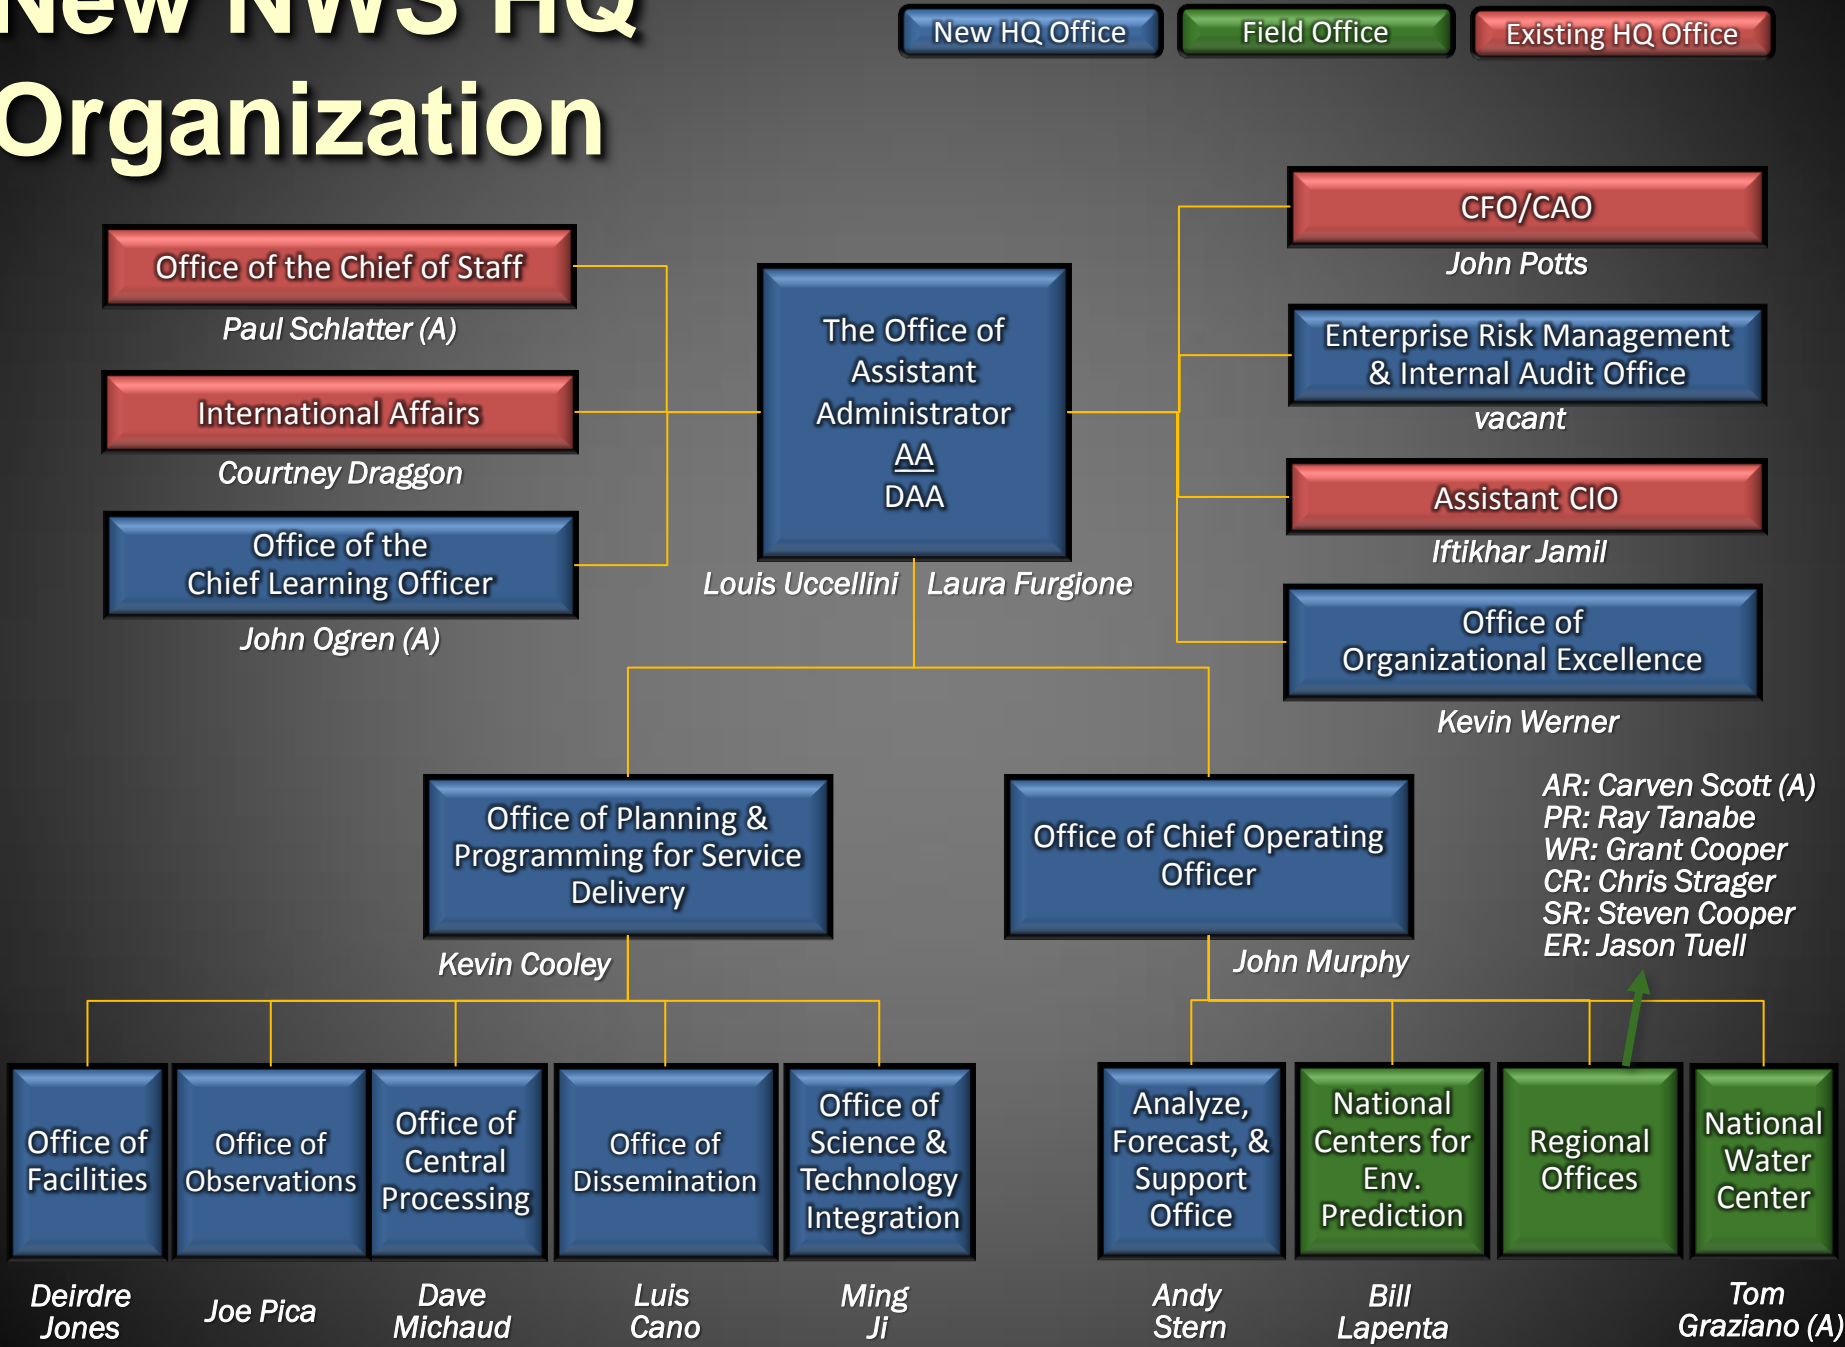 New NWS HQ
Organization
New HQ Office
Field Office
Existing HQ Office
Office of the Chief of Staff
Paul Schlatter (A)
International Affairs
Courtney Draggon
Office of the
Chief Learning Officer
John Ogren (A)
The Office of
Assistant
Administrator
AA
DAA
Louis Uccellini
Laura Furgione
CFO/CAO
John Potts
Enterprise Risk Management
& Internal Audit Office
vacant
Assistant CIO
Iftikhar Jamil
Office of
Organizational Excellence
Kevin Werner
Office of Planning &
Programming for Service
Delivery
Kevin Cooley
Office of Chief Operating
Officer
John Murphy
AR: Carven Scott (A)
PR: Ray Tanabe
WR: Grant Cooper
CR: Chris Strager
SR: Steven Cooper
ER: Jason Tuell
Office of
Facilities
Deirdre
Jones
Office of
Observations
Joe Pica
Office of
Central
Processing
Dave
Michaud
Office of
Dissemination
Luis
Cano
Office of
Science &
Technology
Integration
Ming
Ji
Analyze,
Forecast, &
Support
Office
Andy
Stern
National
Centers for
Env.
Prediction
Bill
Lapenta
Regional
Offices
National
Water
Center
Tom
Graziano (A)